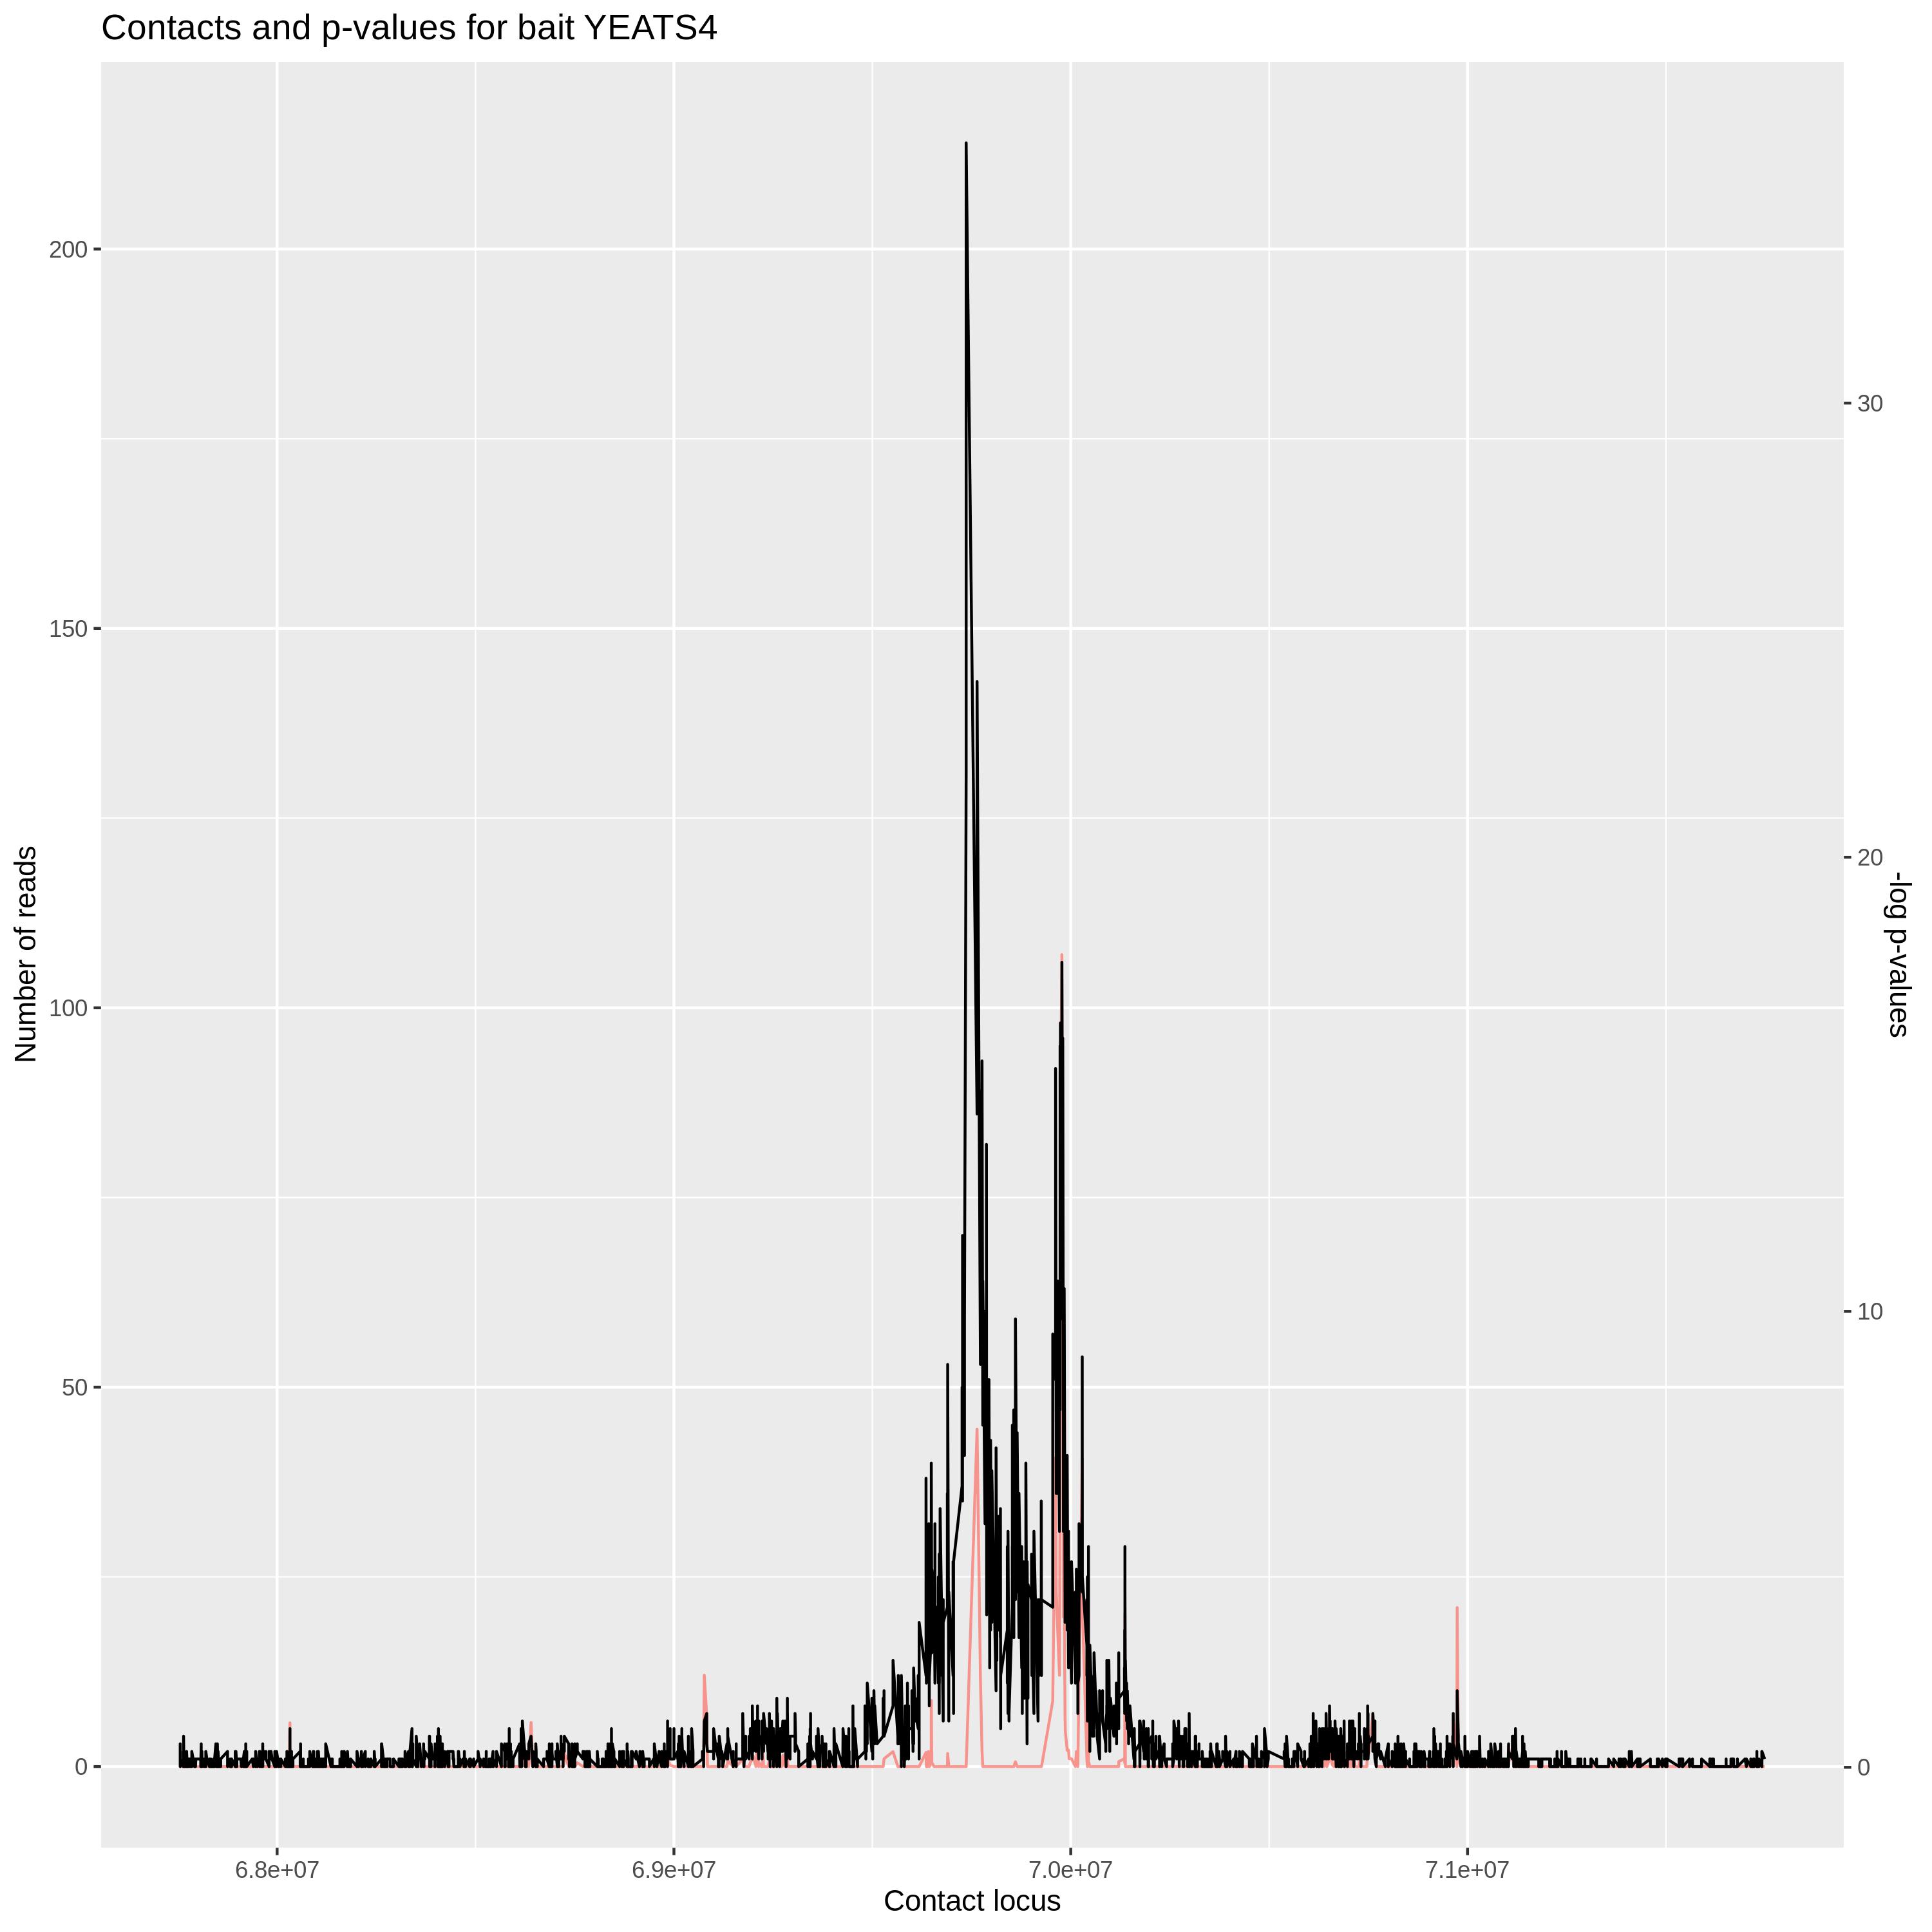 Contacts and p-values for bait YEATS4
Number of reads
200
150
100
50
0
30
20
10
0
-log p-values
6.8e+07
6.9e+07
7.0e+07
7.1e+07
Contact locus